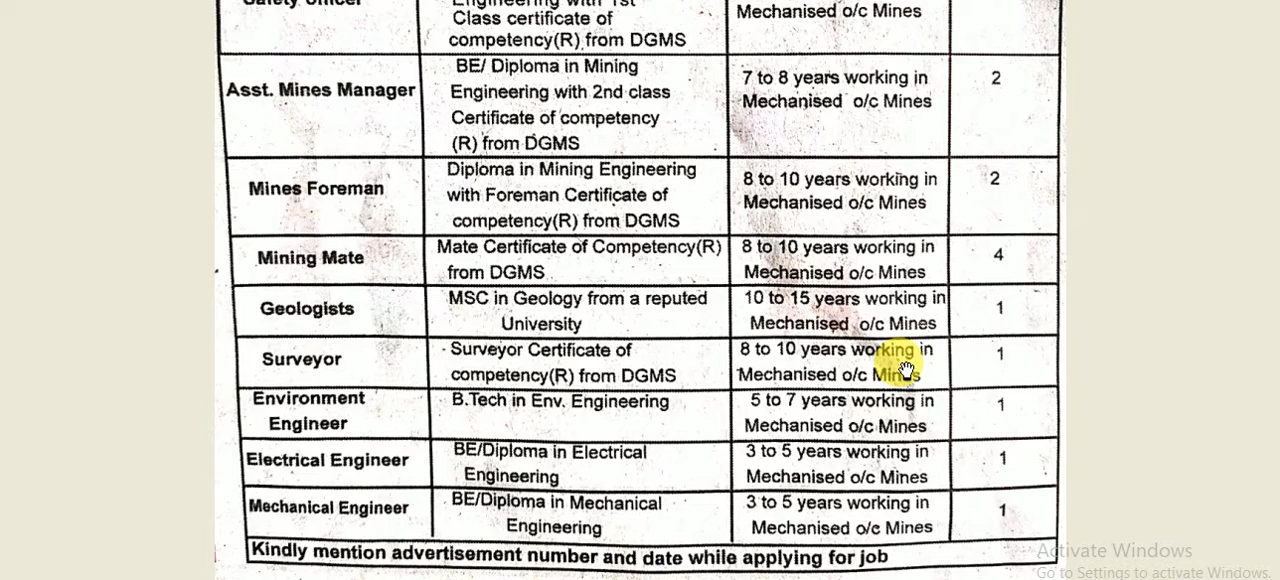 Safety Officer
Engineering with 1st
Class certificate of
competency(R) from DGMS
Mechanised o/c Mines
Asst. Mines Manager
BE/ Diploma in Mining
Engineering with 2nd class
Certificate of competency
(R) from DGMS
7 to 8 years working in
Mechanised o/c Mines
2
Mines Foreman
Diploma in Mining Engineering
with Foreman Certificate of
competency(R) from DGMS
8 to 10 years working in
Mechanised o/c Mines
2
Mining Mate
Mate Certificate of Competency(R)
from DGMS
8 to 10 years working in
Mechanised o/c Mines
4
Geologists
MSC in Geology from a reputed
University
10 to 15 years working in
Mechanised o/c Mines
1
Surveyor
Surveyor Certificate of
competency(R) from DGMS
8 to 10 years working in
Mechanised o/c Mines
1
Environment
Engineer
B.Tech in Env. Engineering
5 to 7 years working in
Mechanised o/c Mines
1
Electrical Engineer
BE/Diploma in Electrical
Engineering
3 to 5 years working in
Mechanised o/c Mines
1
Mechanical Engineer
BE/Diploma in Mechanical
Engineering
3 to 5 years working in
Mechanised o/c Mines
1
Kindly mention advertisement number and date while applying for job
Activate Windows
Go to Settings to activate Windows.